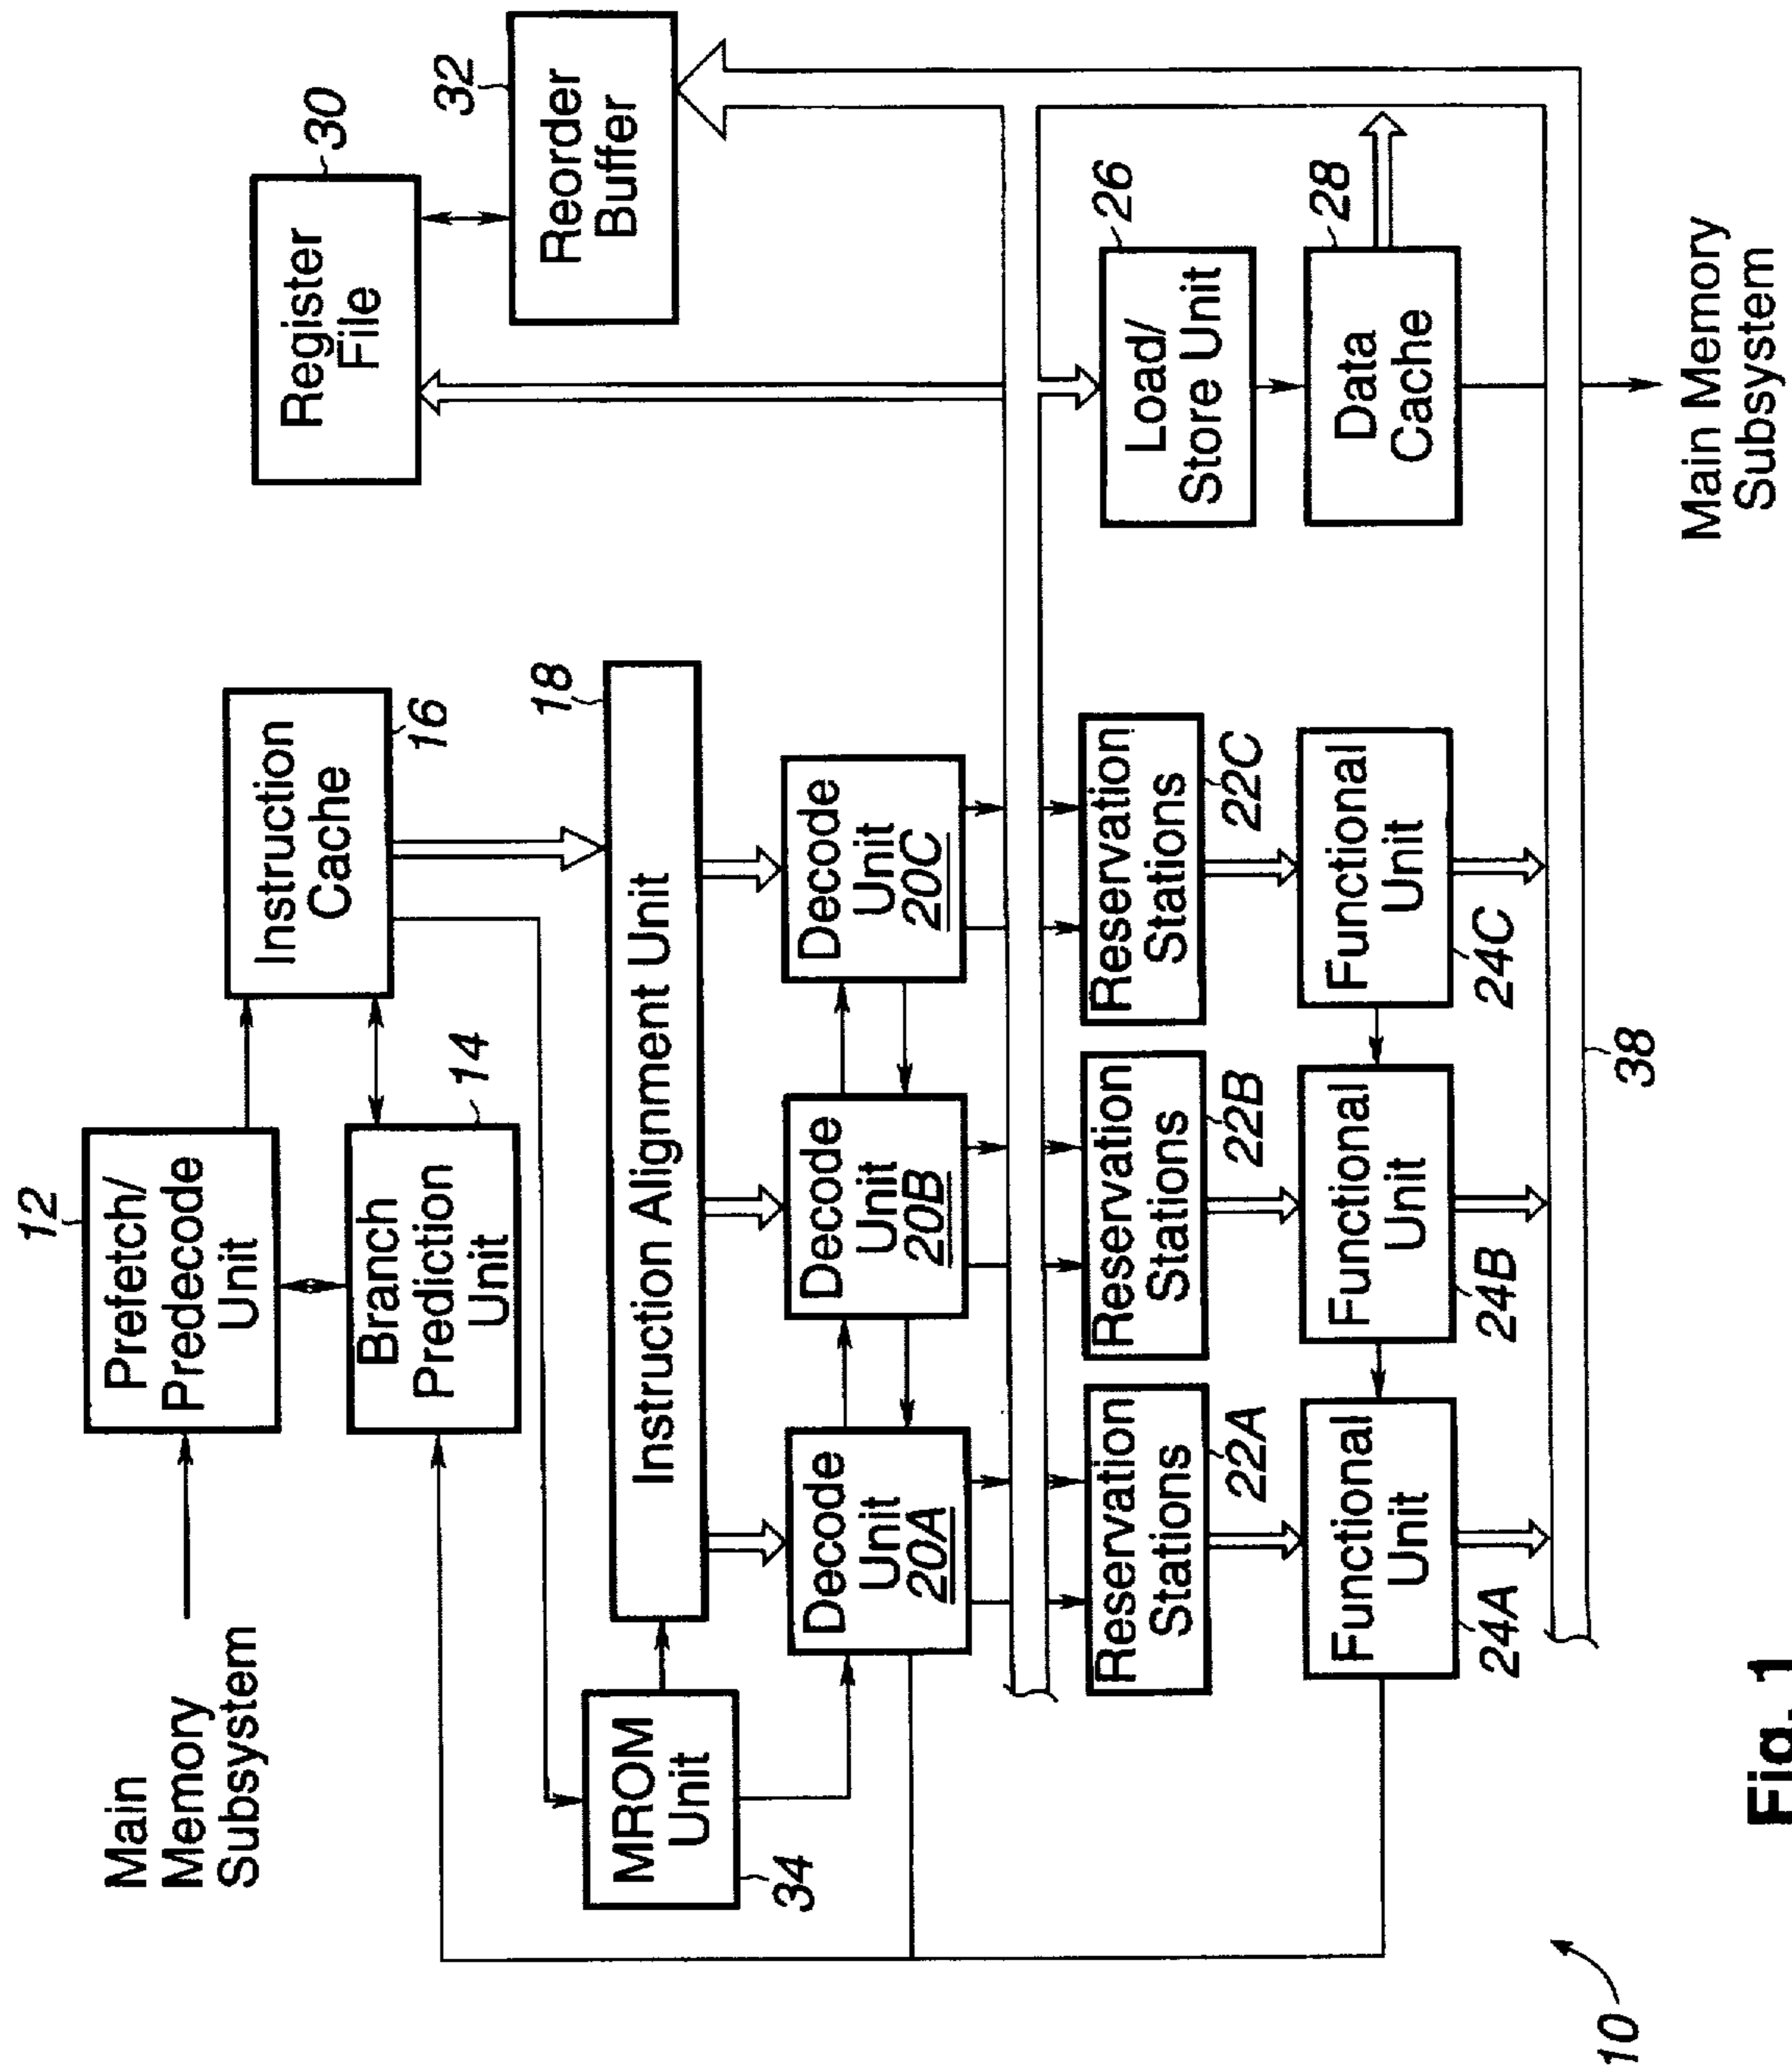 Main
Memory
Subsystem
12
Prefetch/
Predecode
Unit
Branch
Prediction
Unit
14
Instruction
Cache
16
Register
File
30
32
Reorder
Buffer
MROM
Unit
34
18
Instruction Alignment Unit
Decode
Unit
20A
Decode
Unit
20B
Decode
Unit
20C
Reservation
Stations
22A
Reservation
Stations
22B
Reservation
Stations
22C
Load/
Store Unit
26
Functional
Unit
24A
Functional
Unit
24B
Functional
Unit
24C
Data
Cache
28
38
Main Memory
Subsystem
10
Fig. 1